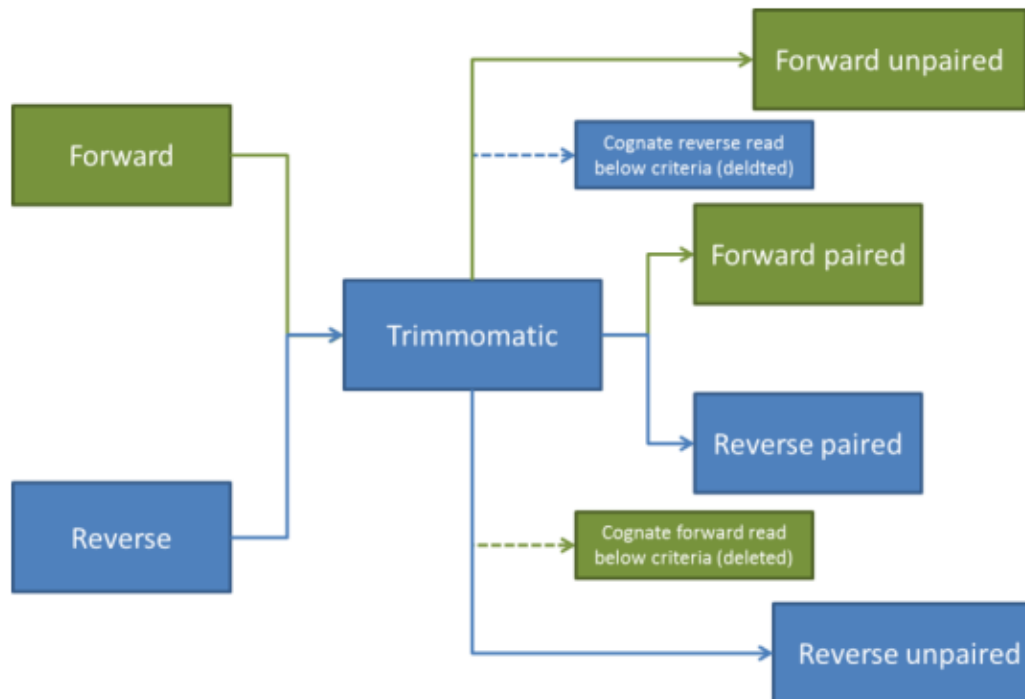 Forward unpaired
Forward
Cognate reverse read
below criteria (deldted)
Forward paired
Trimmomatic
Reverse paired
Reverse
Cognate forward read
below criteria (deleted)
Reverse unpaired